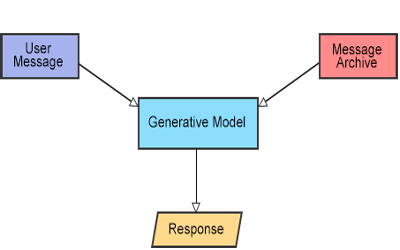 User
Message
Message
Archive
Generative Model
Response